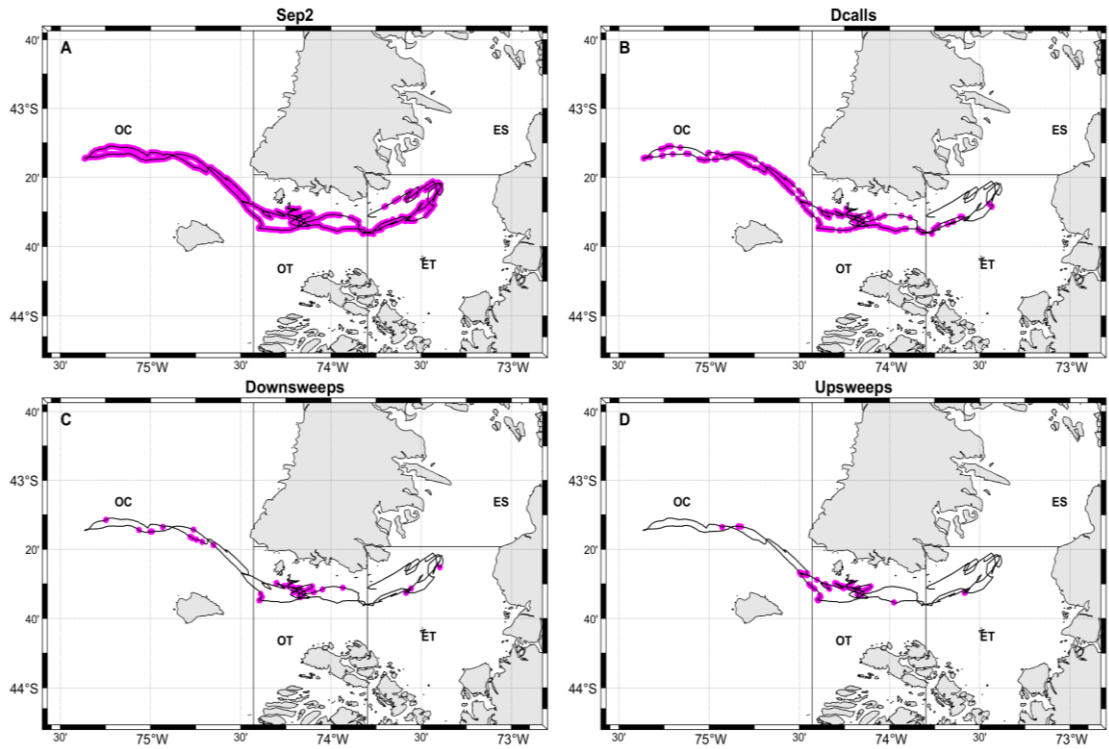 Sep2
Dcalls
A
B
40'
43°S
20'
40'
44°S
OC
ES
OT
ET
30'
75°W
30'
74°W
30'
73°W
40'
43°S
20'
40'
44°S
OC
ES
OT
ET
30'
75°W
30'
74°W
30'
73°W
Downsweeps
Upsweeps
C
D
40'
43°S
20'
40'
44°S
OC
ES
OT
ET
30'
75°W
30'
74°W
30'
73°W
40'
43°S
20'
40'
44°S
OC
ES
OT
ET
30'
75°W
30'
74°W
30'
73°W